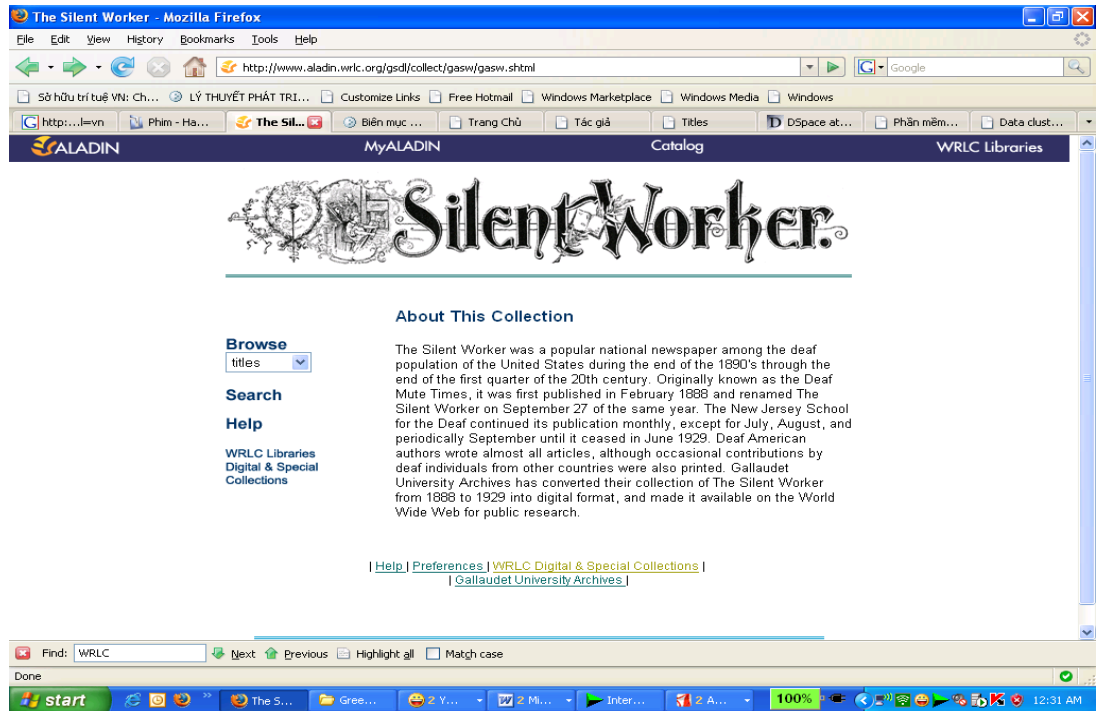 The Silent Worker - Mozilla Firefox
File Edit View History Bookmarks Tools Help
http://www.aladin.wrlc.org/gsdl/collect/gasw/gasw.shtml
G Google
Sở hữu trí tuệ VN: Ch... LÝ THUYẾT PHÁT TRI... Customize Links Free Hotmail Windows Marketplace Windows Media Windows
G http:...l=vn Phim - Ha... The Sil... Biên mục ... Trang Chủ Tác giả Titles D DSpace at... Phần mềm... Data clust...
ALADIN MyALADIN Catalog WRLC Libraries
Silent Worker.
About This Collection
Browse
titles
Search
Help
WRLC Libraries
Digital & Special
Collections
The Silent Worker was a popular national newspaper among the deaf
population of the United States during the end of the 1890's through the
end of the first quarter of the 20th century. Originally known as the Deaf
Mute Times, it was first published in February 1888 and renamed The
Silent Worker on September 27 of the same year. The New Jersey School
for the Deaf continued its publication monthly, except for July, August, and
periodically September until it ceased in June 1929. Deaf American
authors wrote almost all articles, although occasional contributions by
deaf individuals from other countries were also printed. Gallaudet
University Archives has converted their collection of The Silent Worker
from 1888 to 1929 into digital format, and made it available on the World
Wide Web for public research.
| Help | Preferences | WRLC Digital & Special Collections |
| Gallaudet University Archives |
Find: WRLC Next Previous Highlight all Match case
Done
start The S... Gree... 2 Y... 2 Mi... Inter... 2 A... 100% 12:31 AM